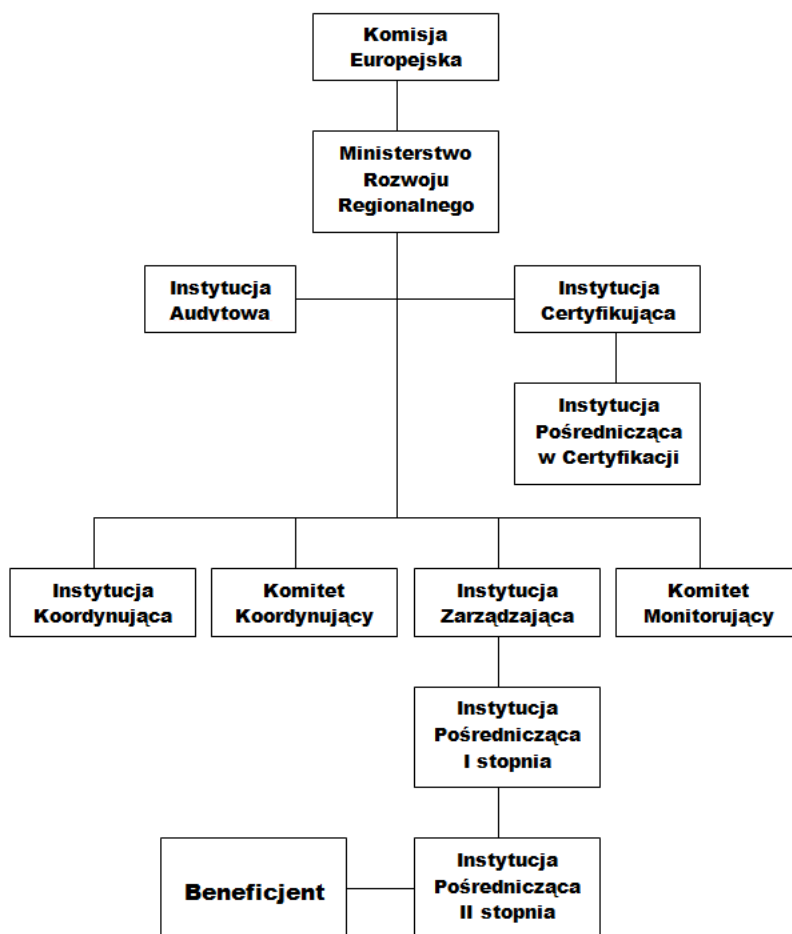 Komisja
Europejska
Ministerstwo
Rozwoju
Regionalnego
Instytucja
Audytowa
Instytucja
Certyfikująca
Instytucja
Pośrednicząca
w Certyfikacji
Instytucja
Koordynująca
Komitet
Koordynujący
Instytucja
Zarządzająca
Komitet
Monitorujący
Instytucja
Pośrednicząca
I stopnia
Beneficjent
Instytucja
Pośrednicząca
II stopnia